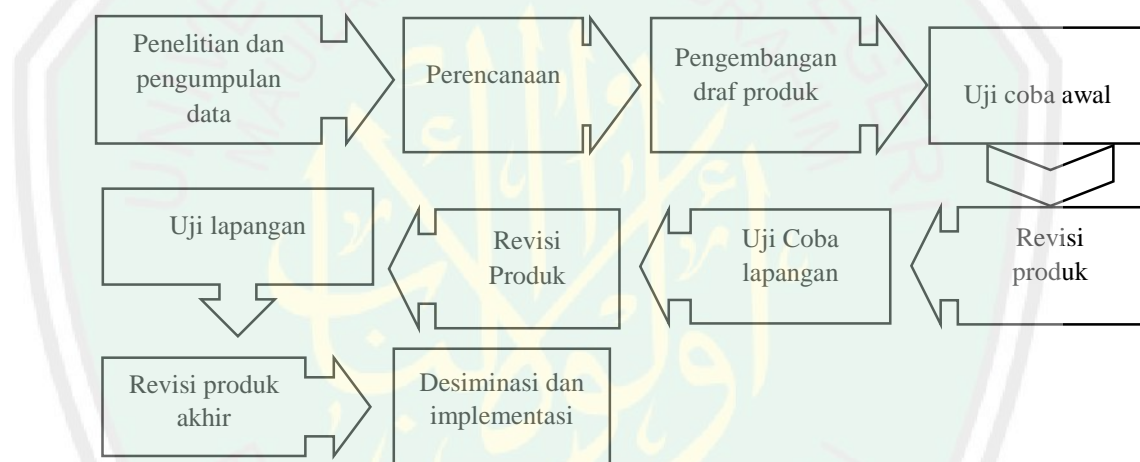 Penelitian dan
pengumpulan
data
Perencanaan
Pengembangan
draf produk
Uji coba awal
Revisi
produk
Uji Coba
lapangan
Revisi
Produk
Uji lapangan
Revisi produk
akhir
Desiminasi dan
implementasi